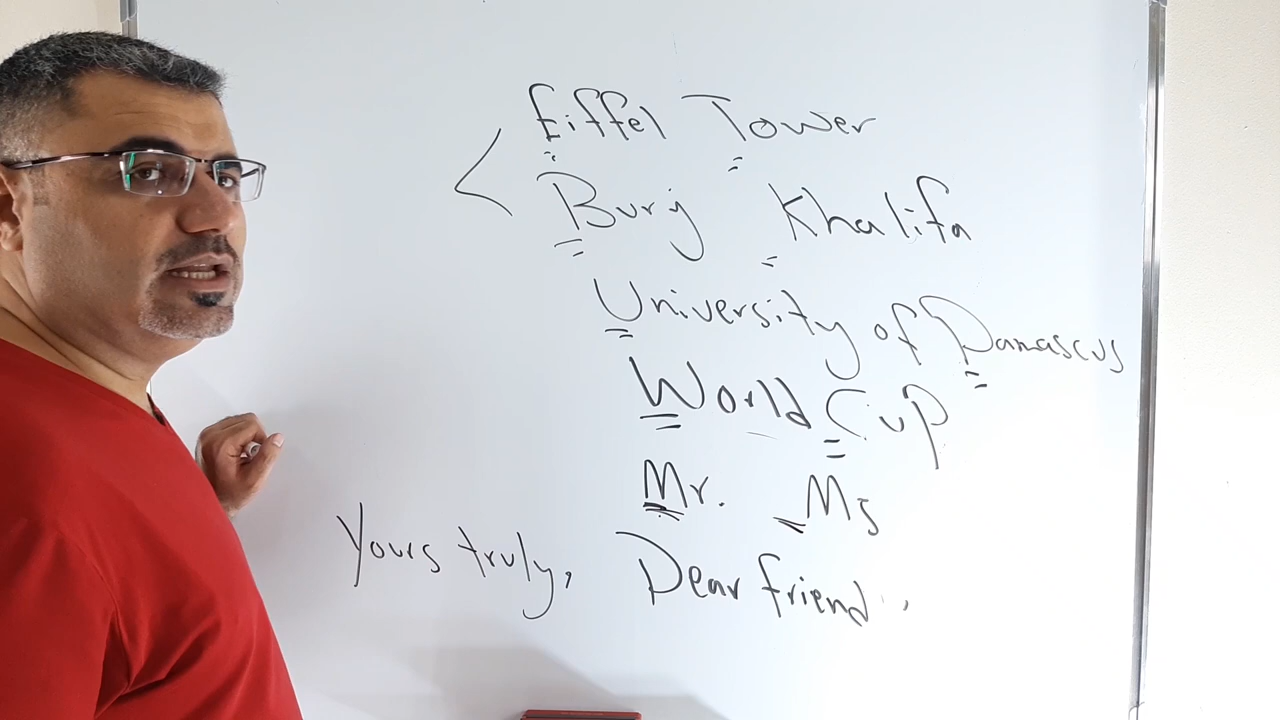 Eiffel Tower
Burj Khalifa
University of Damascus
World Cup
Mr. Ms
Yours truly, Dear friend,